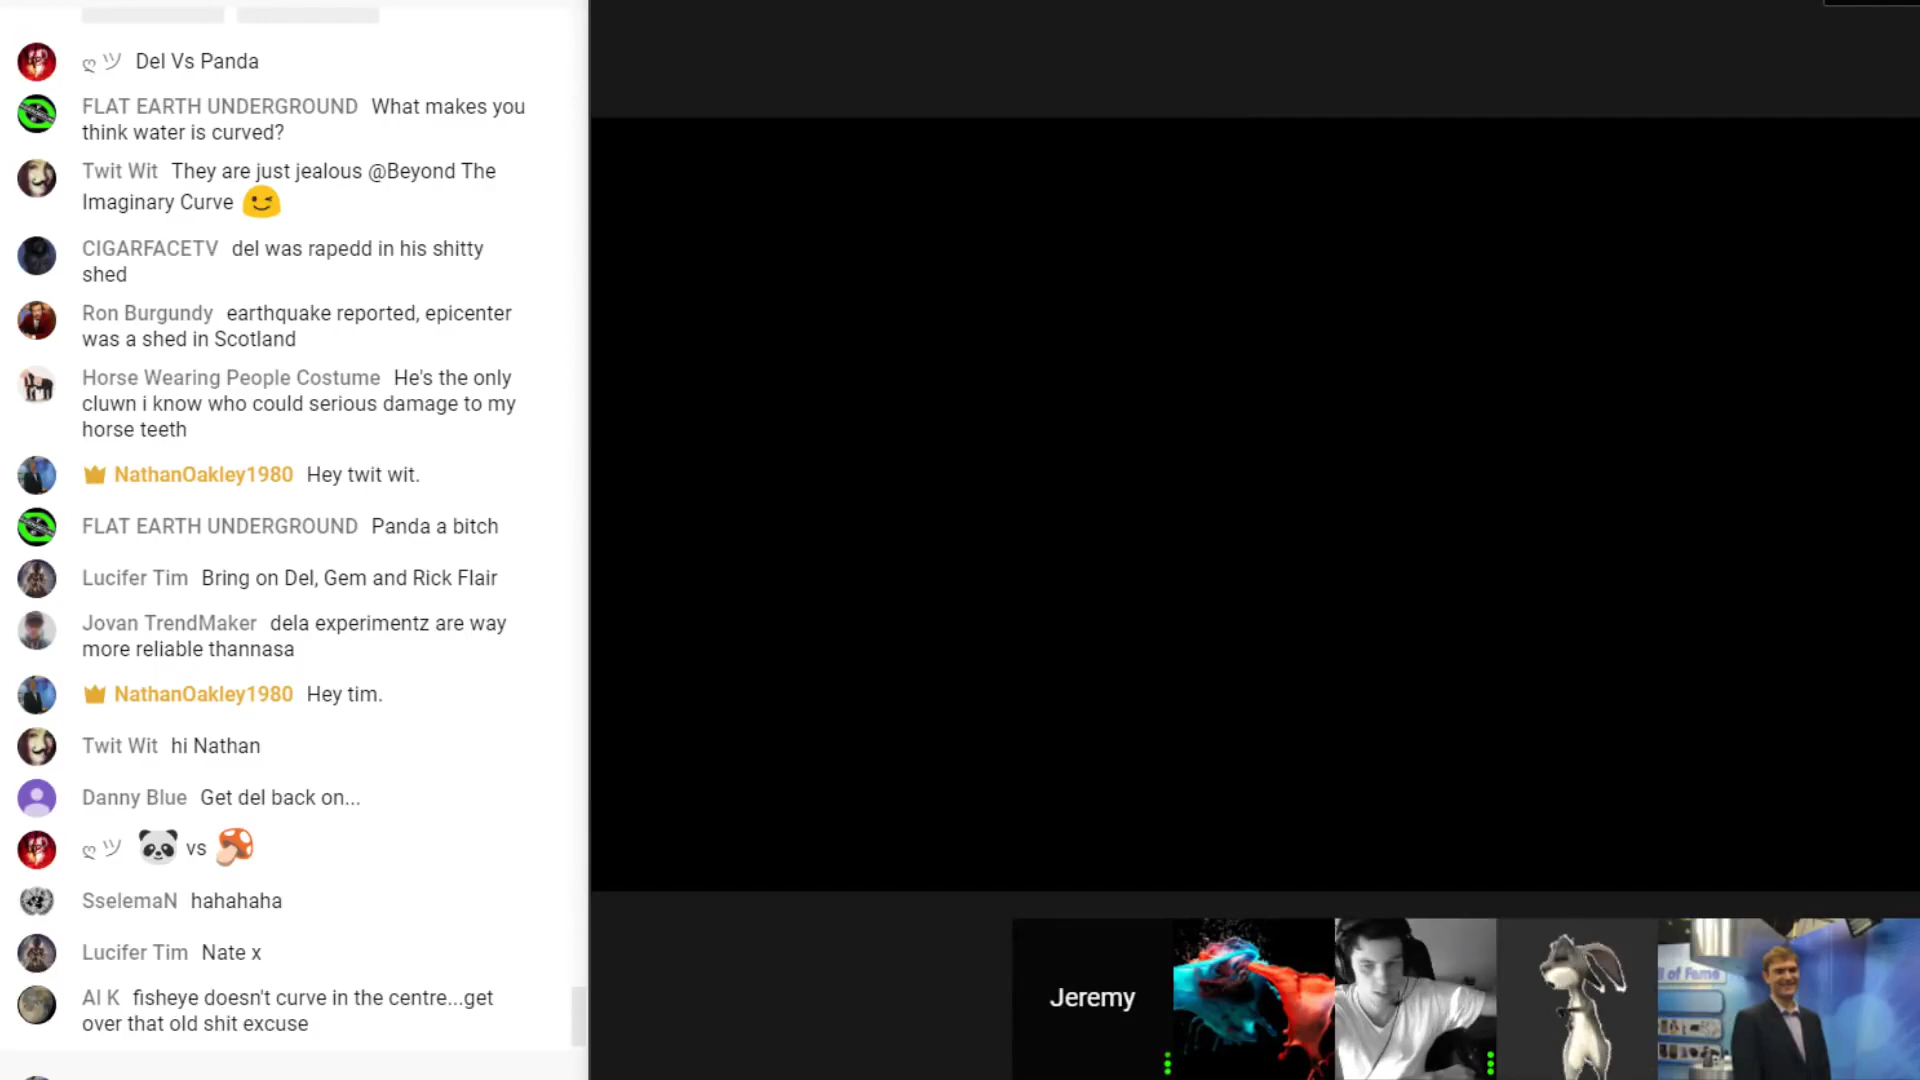 ღ ツ Del Vs Panda
FLAT EARTH UNDERGROUND What makes you
think water is curved?
Twit Wit They are just jealous @Beyond The
Imaginary Curve 😉
CIGARFACETV del was rapedd in his shitty
shed
Ron Burgundy earthquake reported, epicenter
was a shed in Scotland
Horse Wearing People Costume He's the only
cluwn i know who could serious damage to my
horse teeth
NathanOakley1980 Hey twit wit.
FLAT EARTH UNDERGROUND Panda a bitch
Lucifer Tim Bring on Del, Gem and Rick Flair
Jovan TrendMaker dela experimentz are way
more reliable thannasa
NathanOakley1980 Hey tim.
Twit Wit hi Nathan
Danny Blue Get del back on...
ღ ツ 🐼 vs 🍄
SselemaN hahahaha
Lucifer Tim Nate x
Al K fisheye doesn't curve in the centre...get
over that old shit excuse
Jeremy
of Fame